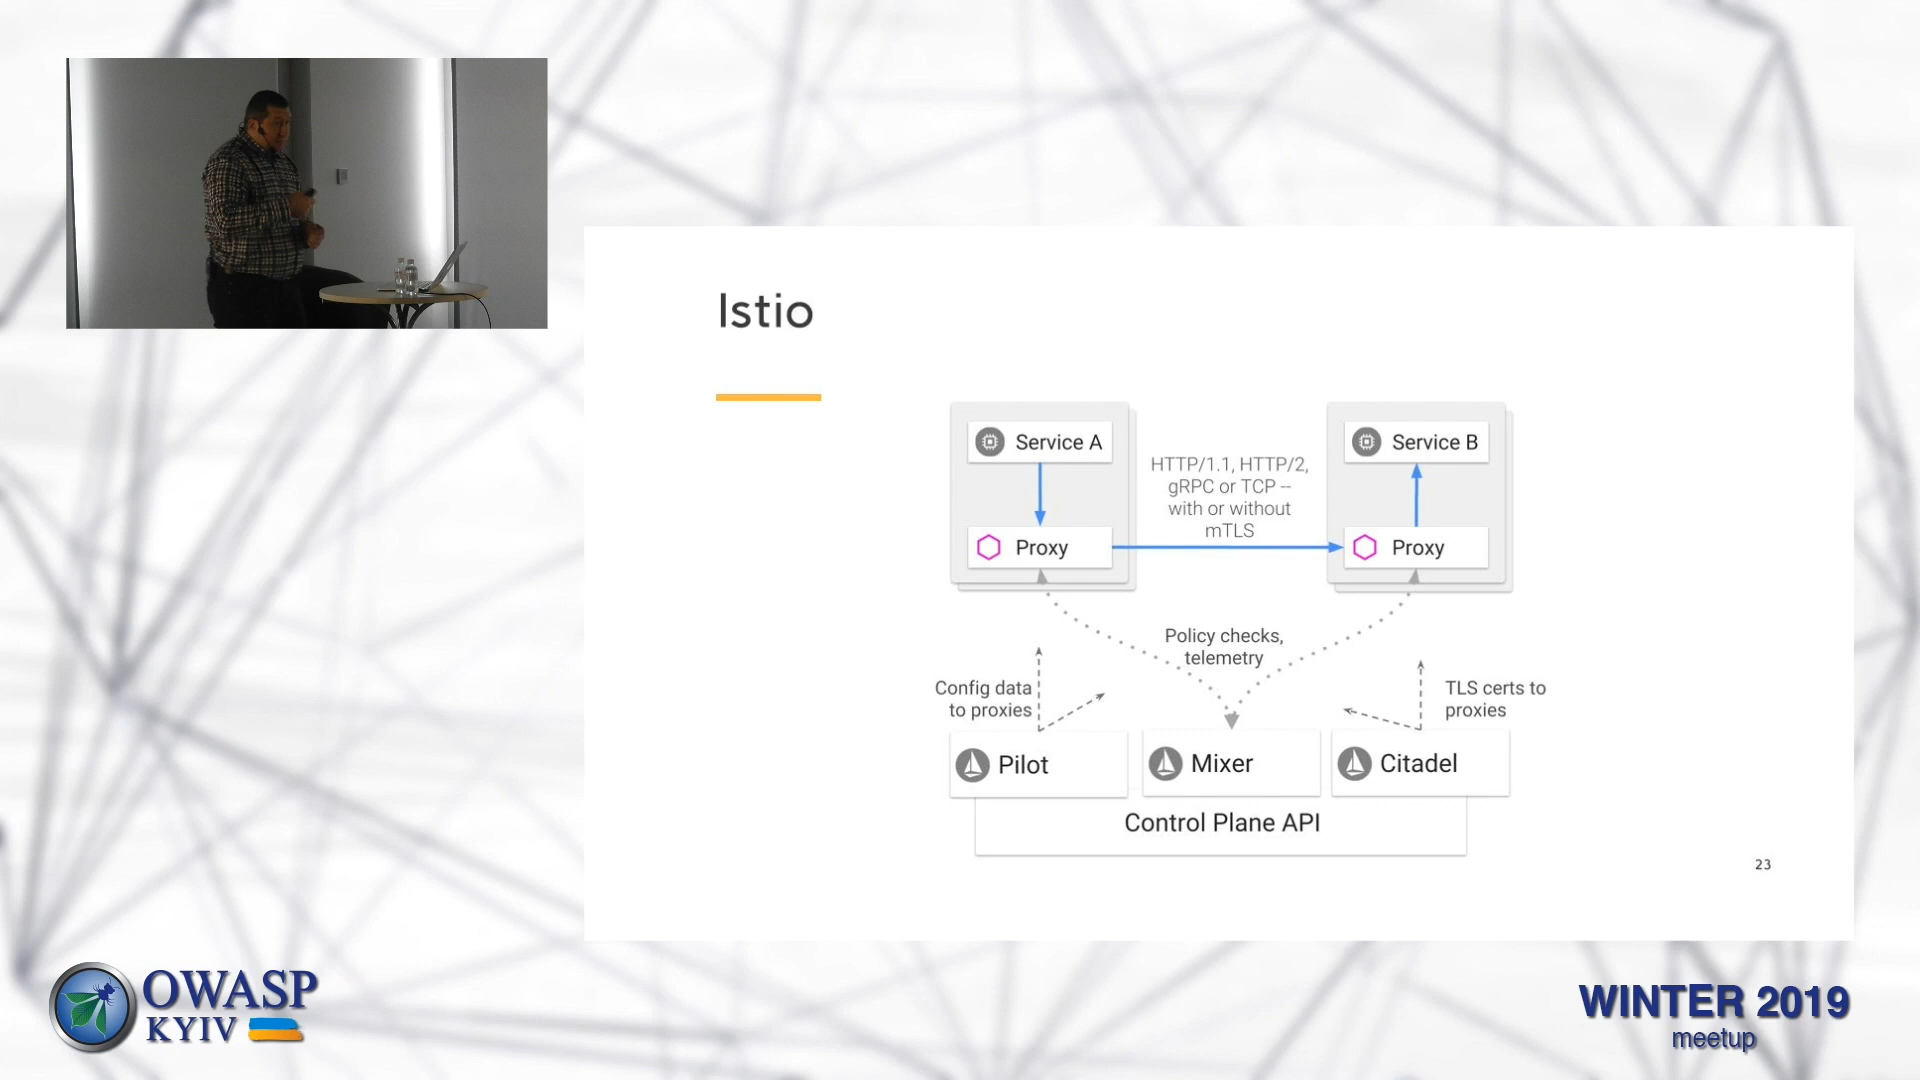 Istio
Service A
Service B
HTTP/1.1, HTTP/2,
gRPC or TCP --
with or without
mTLS
Proxy
Proxy
Policy checks,
telemetry
Config data
to proxies
TLS certs to
proxies
Pilot
Mixer
Citadel
Control Plane API
23
OWASP
KYIV
WINTER 2019
meetup